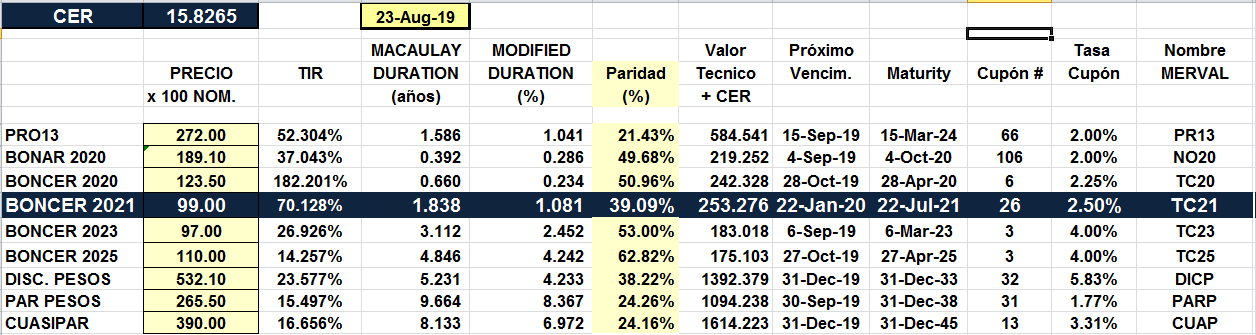 CER 15.8265 23-Aug-19
MACAULAY MODIFIED Valor Próximo Tasa Nombre
PRECIO TIR DURATION DURATION Paridad Tecnico Vencim. Maturity Cupón # Cupón MERVAL
x 100 NOM. (años) (%) (%) + CER
PRO13 272.00 52.304% 1.586 1.041 21.43% 584.541 15-Sep-19 15-Mar-24 66 2.00% PR13
BONAR 2020 189.10 37.043% 0.392 0.286 49.68% 219.252 4-Sep-19 4-Oct-20 106 2.00% NO20
BONCER 2020 123.50 182.201% 0.660 0.234 50.96% 242.328 28-Oct-19 28-Apr-20 6 2.25% TC20
BONCER 2021 99.00 70.128% 1.838 1.081 39.09% 253.276 22-Jan-20 22-Jul-21 26 2.50% TC21
BONCER 2023 97.00 26.926% 3.112 2.452 53.00% 183.018 6-Sep-19 6-Mar-23 3 4.00% TC23
BONCER 2025 110.00 14.257% 4.846 4.242 62.82% 175.103 27-Oct-19 27-Apr-25 3 4.00% TC25
DISC. PESOS 532.10 23.577% 5.231 4.233 38.22% 1392.379 31-Dec-19 31-Dec-33 32 5.83% DICP
PAR PESOS 265.50 15.497% 9.664 8.367 24.26% 1094.238 30-Sep-19 31-Dec-38 31 1.77% PARP
CUASIPAR 390.00 16.656% 8.133 6.972 24.16% 1614.223 31-Dec-19 31-Dec-45 13 3.31% CUAP